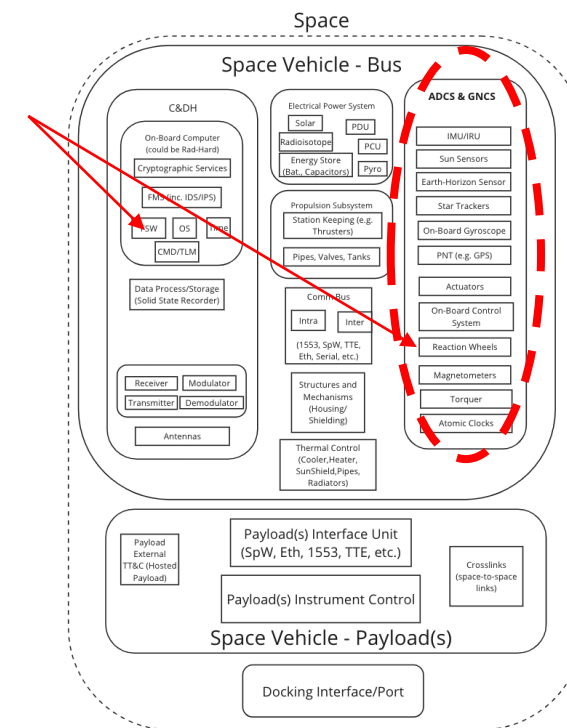 Space
Space Vehicle - Bus
C&DH
On-Board Computer
(could be Rad-Hard)
Cryptographic Services
FMS (inc. IDS/IPS)
OS
Time
CMD/TLM
Data Process/Storage
(Solid State Recorder)
Receiver
Modulator
Transmitter
Demodulator
Antennas
Electrical Power System
Solar
PDU
Radioisotope
PCU
Energy Store
(Bat., Capacitors)
Pyro
Propulsion Subsystem
Station Keeping (e.g.
Thrusters)
Pipes, Valves, Tanks
Comm Bus
Intra
Inter
(1553, SpW, TTE,
Eth, Serial, etc.)
Structures and
Mechanisms
(Housing/
Shielding)
Thermal Control
(Cooler,Heater,
SunShield,Pipes,
Radiators)
ADCS & GNCS
IMU/IRU
Sun Sensors
Earth-Horizon Sensor
Star Trackers
On-Board Gyroscope
PNT (e.g. GPS)
Actuators
On-Board Control
System
Reaction Wheels
Magnetometers
Torquer
Atomic Clocks
Payload
External
TT&C (Hosted
Payload)
Payload(s) Interface Unit
(SpW, Eth, 1553, TTE, etc.)
Payload(s) Instrument Control
Crosslinks
(space-to-space
links)
Space Vehicle - Payload(s)
Docking Interface/Port